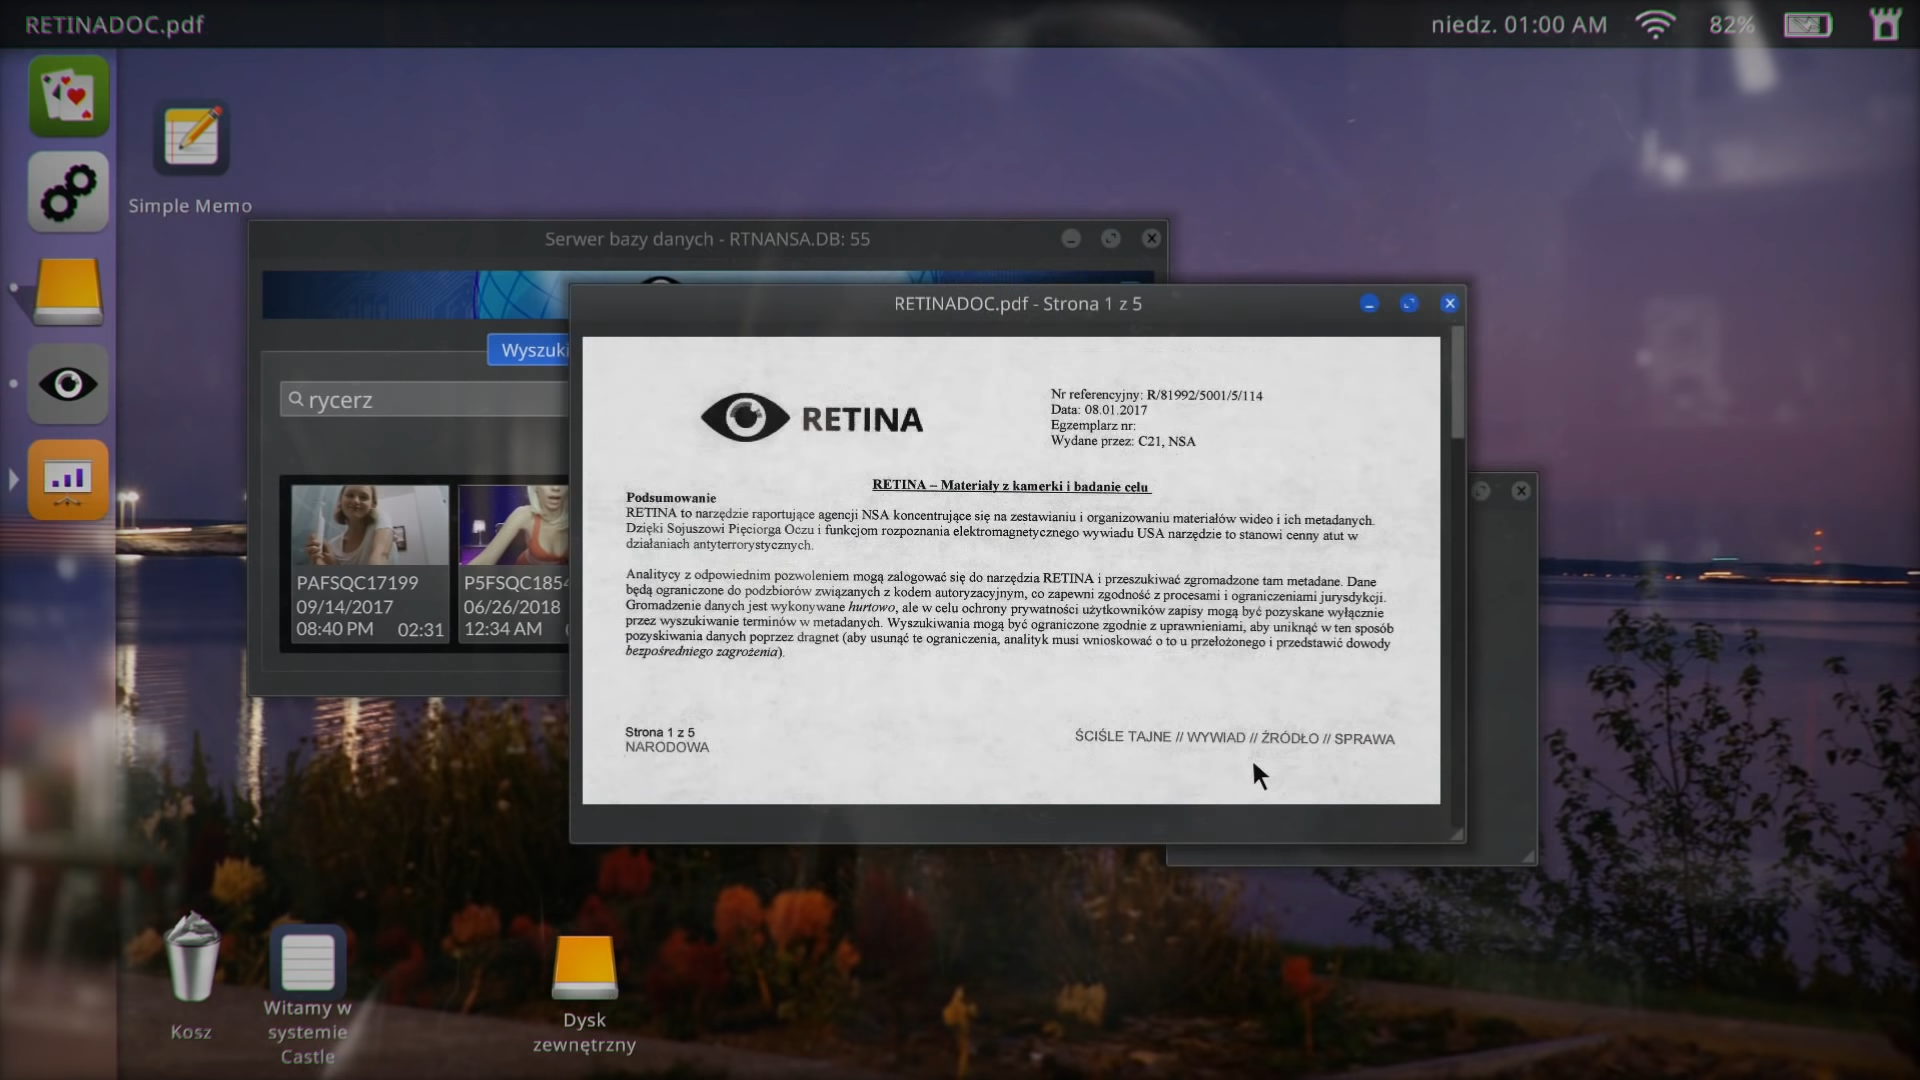 RETINADOC.pdf
niedz. 01:00 AM
82%
Simple Memo
Serwer bazy danych - RTNANSA.DB: 55
Wyszuki
rycerz
PAFSQC17199
09/14/2017
08:40 PM 02:31
P5FSQC1854
06/26/2018
12:34 AM
RETINADOC.pdf - Strona 1 z 5
RETINA
Nr referencyjny: R/81992/5001/5/114
Data: 08.01.2017
Egzemplarz nr:
Wydane przez: C21, NSA
RETINA – Materiały z kamerki i badanie celu
Podsumowanie
RETINA to narzędzie raportujące agencji NSA koncentrujące się na zestawianiu i organizowaniu materiałów wideo i ich metadanych.
Dzięki Sojuszowi Pięciorga Oczu i funkcjom rozpoznania elektromagnetycznego wywiadu USA narzędzie to stanowi cenny atut w
działaniach antyterrorystycznych.
Analitycy z odpowiednim pozwoleniem mogą zalogować się do narzędzia RETINA i przeszukiwać zgromadzone tam metadane. Dane
będą ograniczone do podzbiorów związanych z kodem autoryzacyjnym, co zapewni zgodność z procesami i ograniczeniami jurysdykcji.
Gromadzenie danych jest wykonywane hurtowo, ale w celu ochrony prywatności użytkowników zapisy mogą być pozyskane wyłącznie
przez wyszukiwanie terminów w metadanych. Wyszukiwania mogą być ograniczone zgodnie z uprawnieniami, aby uniknąć w ten sposób
pozyskiwania danych poprzez dragnet (aby usunąć te ograniczenia, analityk musi wnioskować o to u przełożonego i przedstawić dowody
bezpośredniego zagrożenia).
Strona 1 z 5
NARODOWA
ŚCIŚLE TAJNE // WYWIAD // ŹRÓDŁO // SPRAWA
Kosz
Witamy w
systemie
Castle
Dysk
zewnętrzny